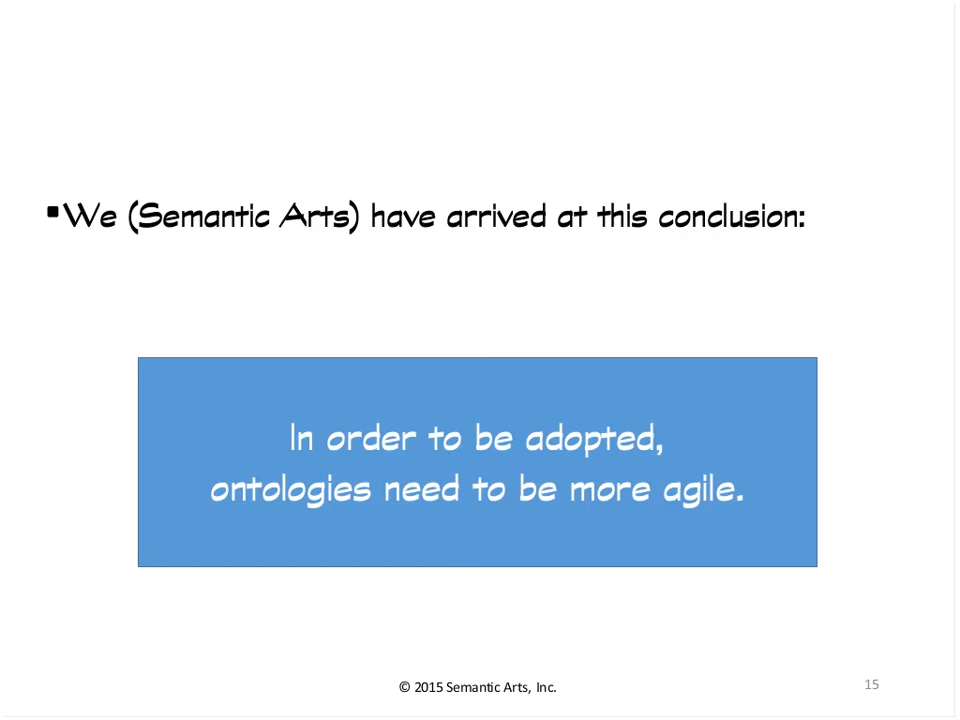 ▪We (Semantic Arts) have arrived at this conclusion:
In order to be adopted,
ontologies need to be more agile.
© 2015 Semantic Arts, Inc.
15